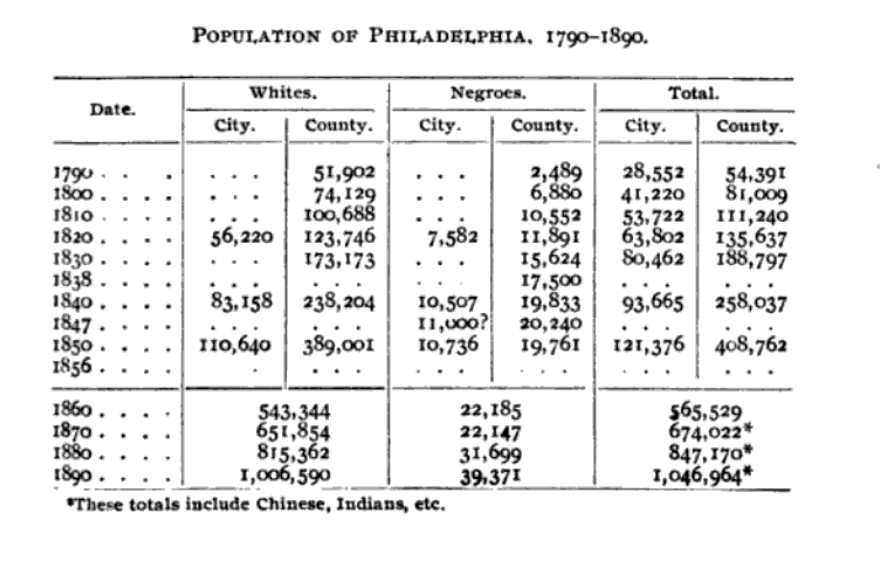 POPULATION OF PHILADELPHIA, 1790–1890.
Date. Whites. Negroes. Total.
City. County. City. County. City. County.
1790 . . . . . . 51,902 . . . 2,489 28,552 54,391
1800 . . . . . . . 74,129 . . . 6,880 41,220 81,009
1810 . . . . . . . 100,688 . . . 10,552 53,722 111,240
1820 . . . . 56,220 123,746 7,582 11,891 63,802 135,637
1830 . . . . . . . 173,173 . . . 15,624 80,462 188,797
1838 . . . . . . . . . . . . . 17,500 . . . . . .
1840 . . . . 83,158 238,204 10,507 19,833 93,665 258,037
1847 . . . . . . . . . . 11,000? 20,240 . . . . . .
1850 . . . . 110,640 389,001 10,736 19,761 121,376 408,762
1856 . . . . . . . . . . . . . . . . . . . . .
1860 . . . . 543,344 22,185 565,529
1870 . . . . 651,854 22,147 674,022*
1880 . . . . 815,362 31,699 847,170*
1890 . . . . 1,006,590 39,371 1,046,964*
*These totals include Chinese, Indians, etc.